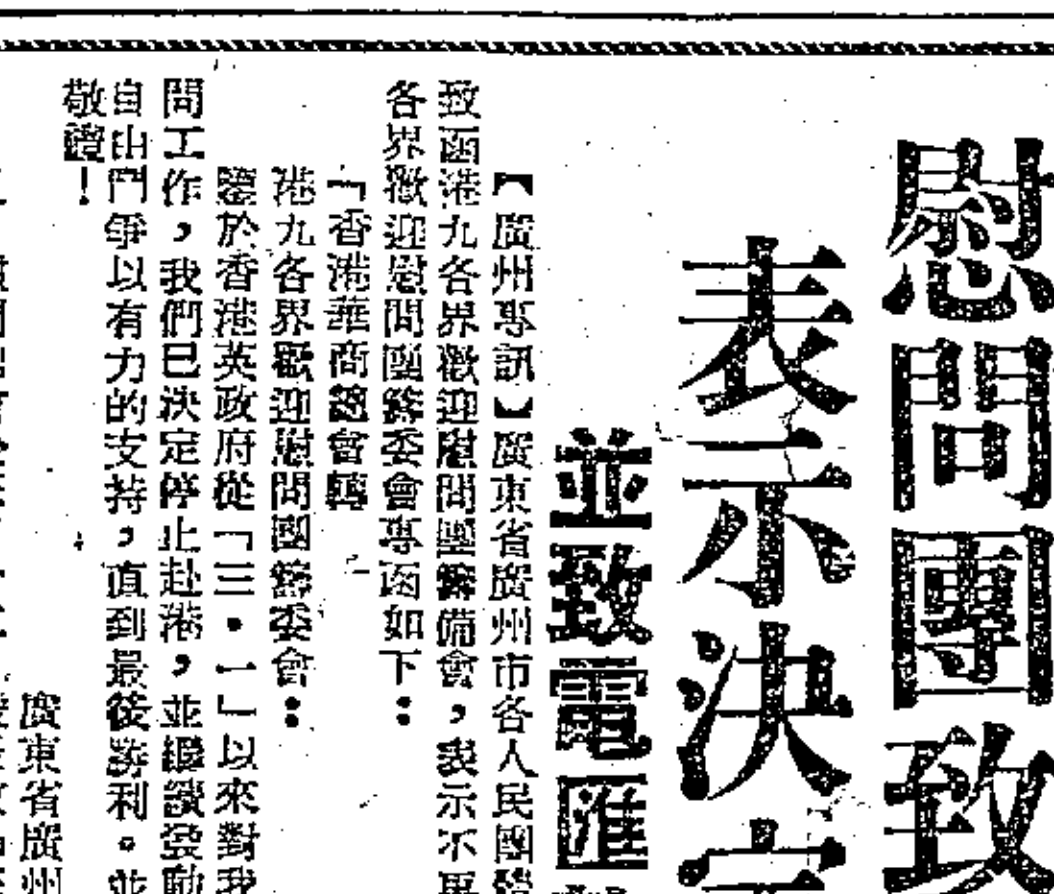 慰問團致
表示決定
並致電匯
【廣州專訊】廣東省廣州市各人民團體
致函港九各界歡迎慰問團籌備會，表示不再
各界歡迎慰問團籌委會專函如下：
「香港華商總會轉
港九各界歡迎慰問團籌委會：
鑒於香港英政府從「三·一」以來對我
問工作，我們已決定停止赴港，並繼續發動
自由鬥爭以有力的支持，直到最後勝利。並
敬禮！
廣東省廣州